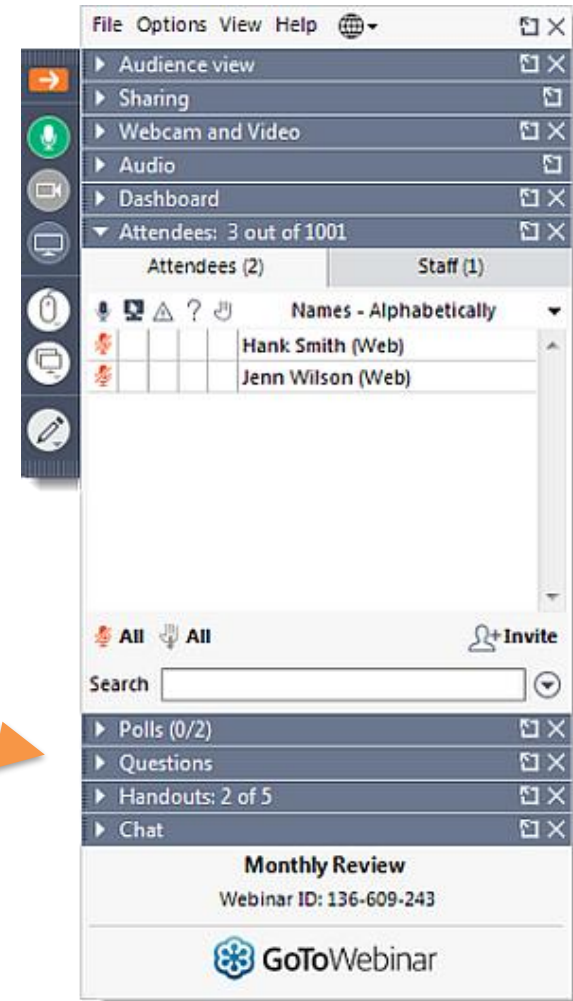 File Options View Help
Audience view
Sharing
Webcam and Video
Audio
Dashboard
Attendees: 3 out of 1001
Attendees (2) Staff (1)
? Names - Alphabetically
Hank Smith (Web)
Jenn Wilson (Web)
All All +Invite
Search
Polls (0/2)
Questions
Handouts: 2 of 5
Chat
Monthly Review
Webinar ID: 136-609-243
GoToWebinar